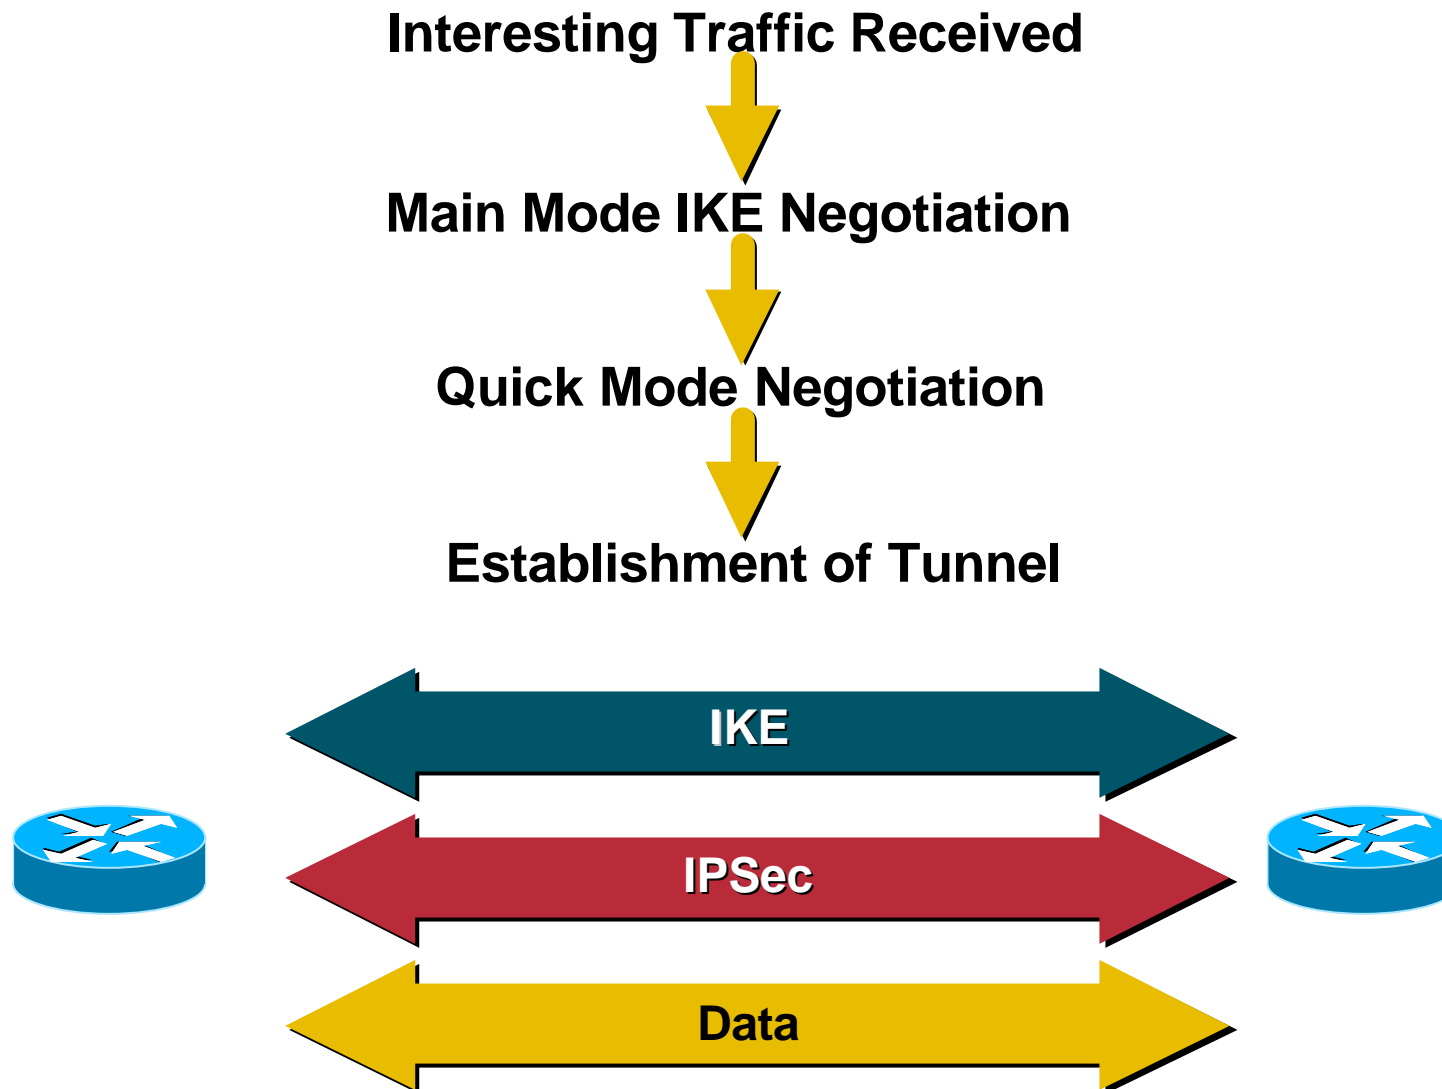 Interesting Traffic Received
Main Mode IKE Negotiation
Quick Mode Negotiation
Establishment of Tunnel
IKE
IPSec
Data